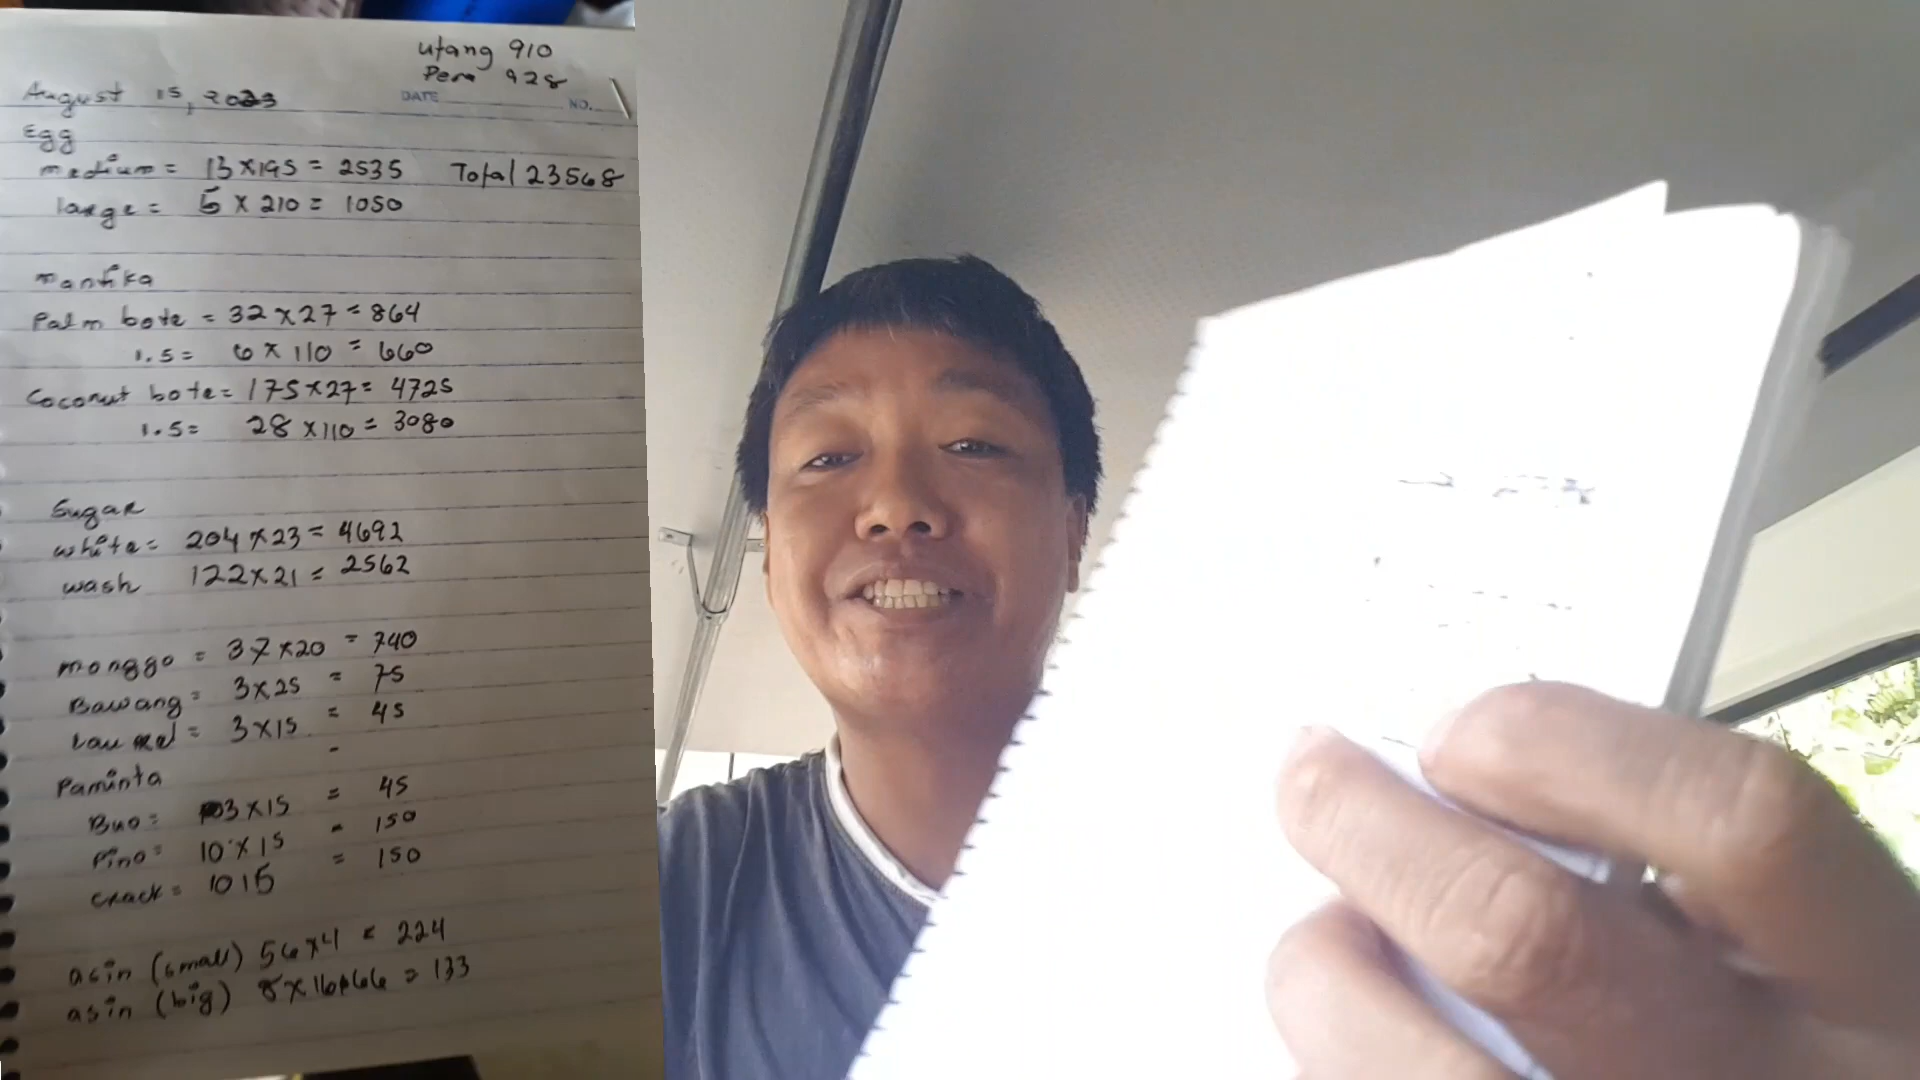 utang 910
Pera 928
August 15, 2023
DATE NO.
Egg
medium = 13 x 195 = 2535 Total 23568
large = 5 x 210 = 1050
mantika
Palm bote = 32 x 27 = 864
1.5 = 6 x 110 = 660
Coconut bote = 175 x 27 = 4725
1.5 = 28 x 110 = 3080
Sugar
white = 204 x 23 = 4692
wash 122 x 21 = 2562
monggo = 37 x 20 = 740
Bawang = 3 x 25 = 75
laurel = 3 x 15 = 45
Paminta
Buo = 3 x 15 = 45
Pino = 10 x 15 = 150
crack = 10 15 = 150
asin (small) 56 x 4 = 224
asin (big) 8 x 16.66 = 133